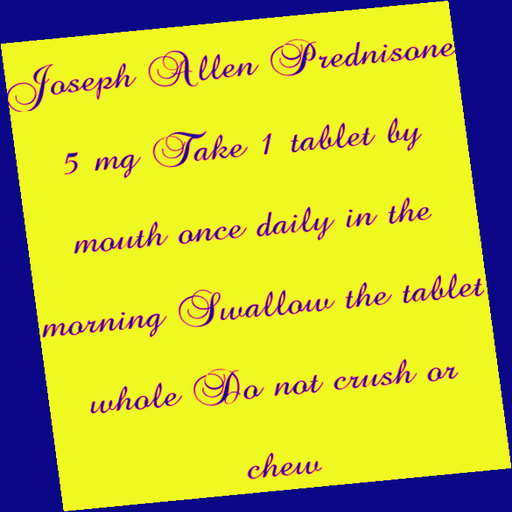 Joseph Allen Prednisone
5 mg Take 1 tablet by
mouth once daily in the
morning Swallow the tablet
whole Do not crush or
chew